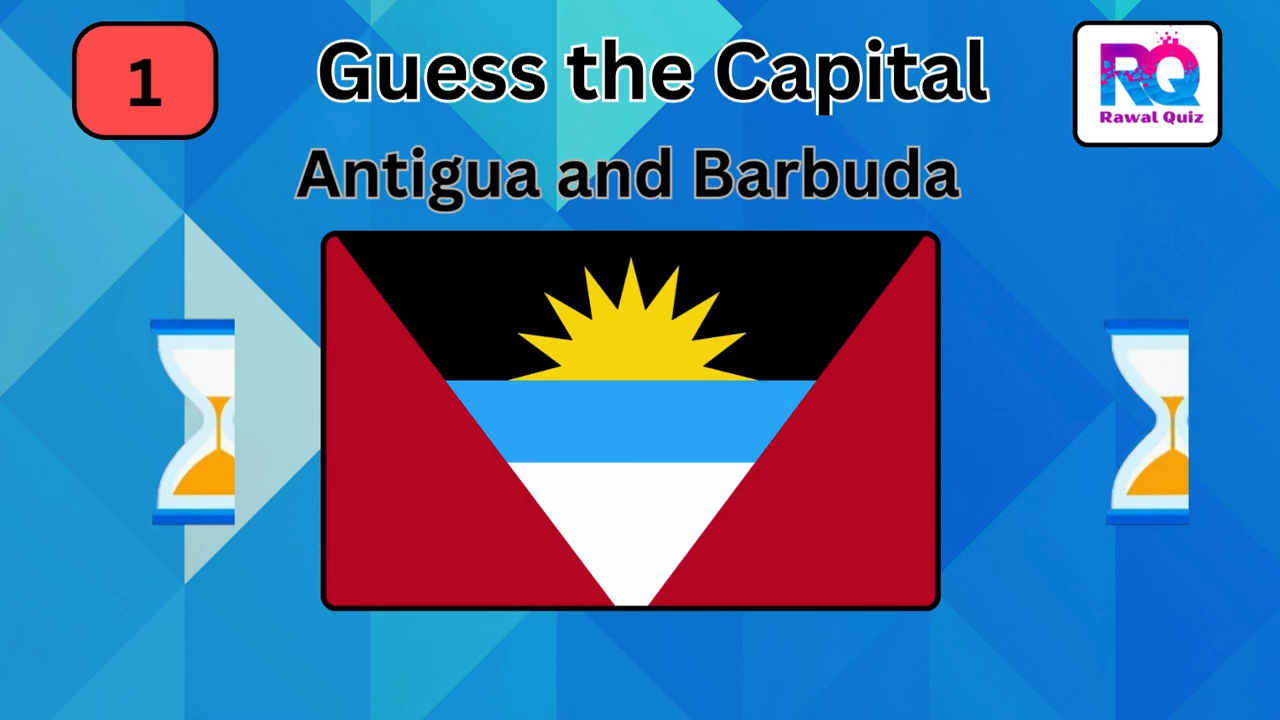 1
Guess the Capital
RQ
Rawal Quiz
Antigua and Barbuda